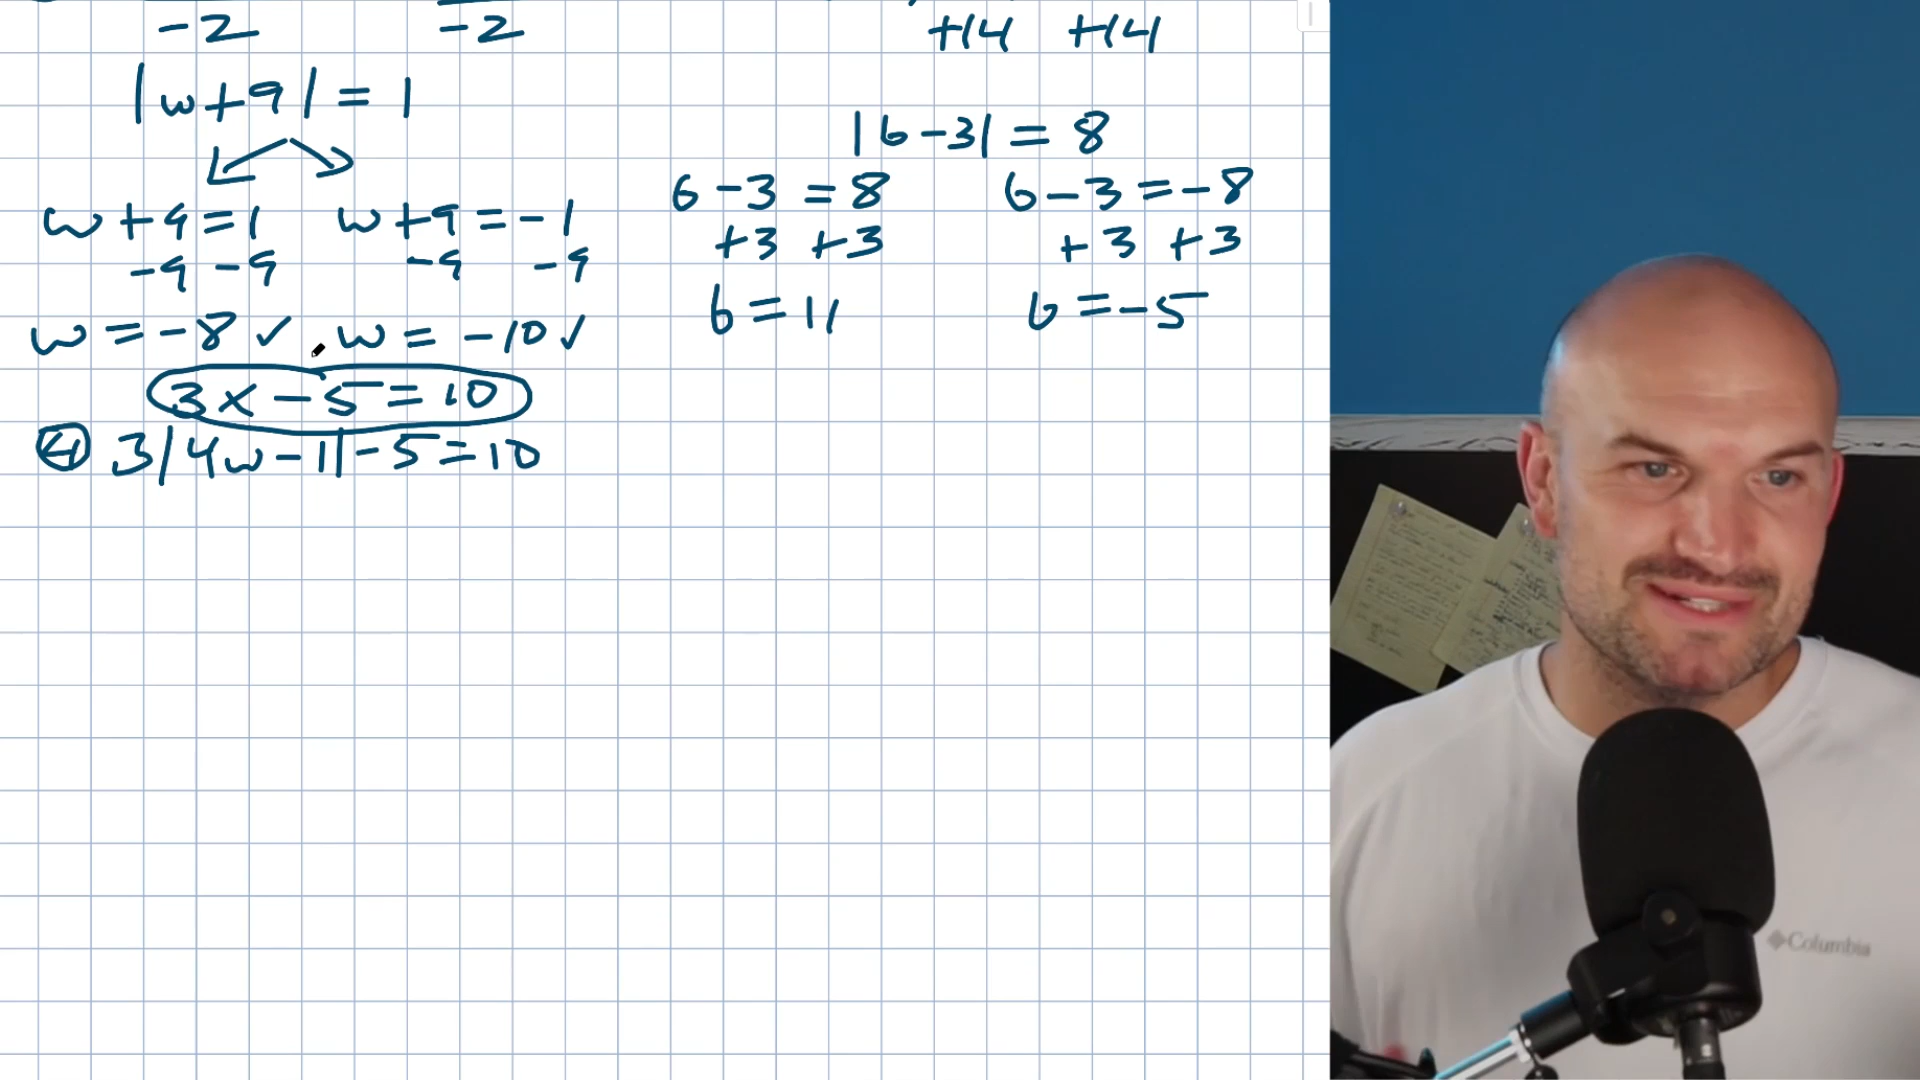 -2 -2
|w+9| = 1
w+9=1 w+9=-1
-9 -9 -9 -9
w=-8 ✓ w=-10 ✓
3x-5=10
④ 3|4w-1|-5=10
+14 +14
|b-3| = 8
b-3=8 b-3=-8
+3 +3 +3 +3
b=11 b=-5
Columbia